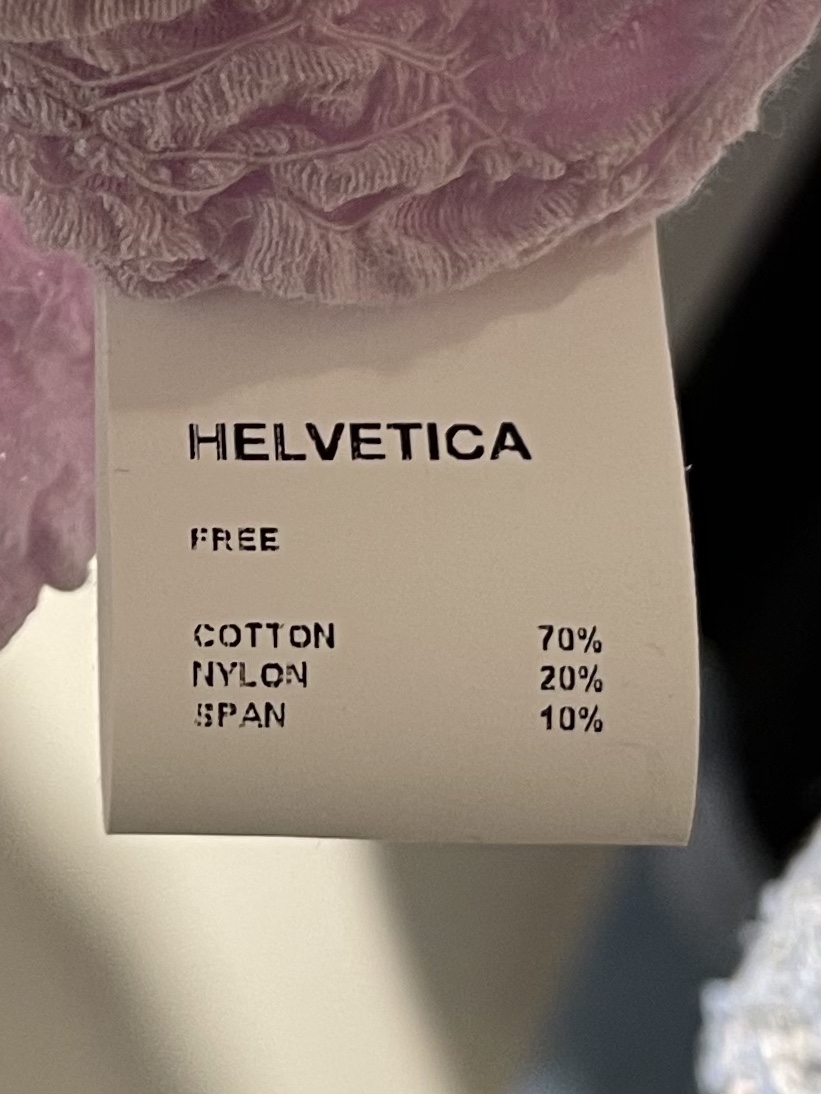 HELVETICA
FREE
COTTON 70%
NYLON 20%
SPAN 10%